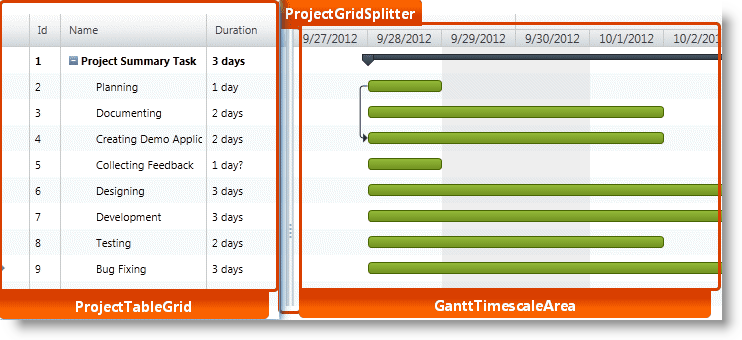 ProjectGridSplitter
Id Name Duration 9/27/2012 9/28/2012 9/29/2012 9/30/2012 10/1/2012 10/2/201
1 Project Summary Task 3 days
2 Planning 1 day
3 Documenting 2 days
4 Creating Demo Applic 2 days
5 Collecting Feedback 1 day?
6 Designing 3 days
7 Development 3 days
8 Testing 2 days
9 Bug Fixing 3 days
ProjectTableGrid GanttTimescaleArea